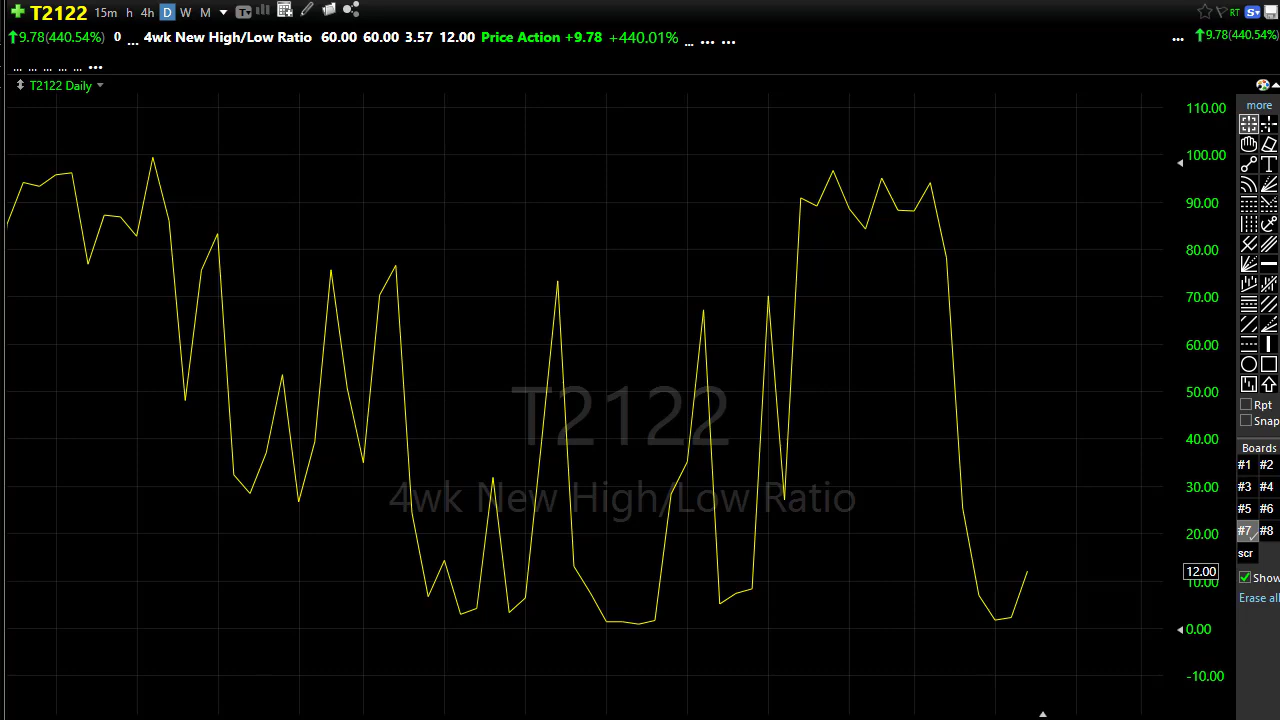 T2122 15m h 4h D W M T RT S
9.78(440.54%) 0 ... 4wk New High/Low Ratio 60.00 60.00 3.57 12.00 Price Action +9.78 +440.01% ... ... ... ... 9.78(440.54%)
... ... ... ... ... ...
T2122 Daily
more
T
110.00
100.00
90.00
80.00
70.00
60.00
50.00
40.00
30.00
20.00
12.00
10.00
0.00
-10.00
T2122
4wk New High/Low Ratio
Rpt
Snap
Boards
#1 #2
#3 #4
#5 #6
#7 #8
scr
Show
Erase all